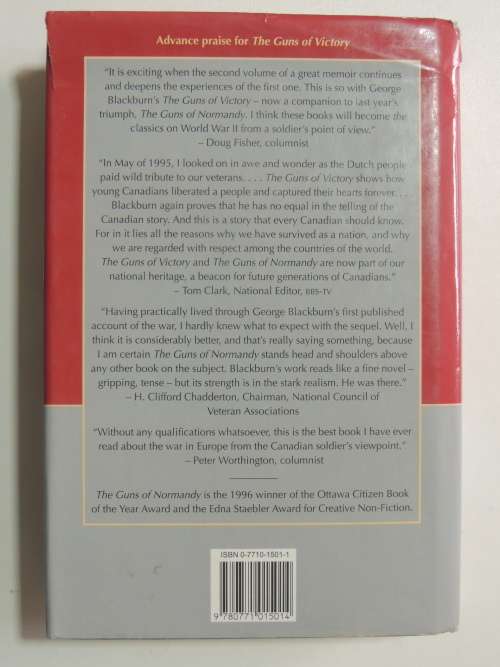 Advance praise for The Guns of Victory
“It is exciting when the second volume of a great memoir continues
and deepens the experiences of the first one. This is so with George
Blackburn’s The Guns of Victory – now a companion to last year’s
triumph, The Guns of Normandy. I think these books will become the
classics on World War II from a soldier’s point of view.”
– Doug Fisher, columnist
“In May of 1995, I looked on in awe and wonder as the Dutch people
paid wild tribute to our veterans. . . . The Guns of Victory shows how
young Canadians liberated a people and captured their hearts forever. . . .
Blackburn again proves that he has no equal in the telling of the
Canadian story. And this is a story that every Canadian should know.
For in it lies all the reasons why we have survived as a nation, and why
we are regarded with respect among the countries of the world.
The Guns of Victory and The Guns of Normandy are now part of our
national heritage, a beacon for future generations of Canadians.”
– Tom Clark, National Editor, BBS-TV
“Having practically lived through George Blackburn’s first published
account of the war, I hardly knew what to expect with the sequel. Well, I
think it is considerably better, and that’s really saying something, because
I am certain The Guns of Normandy stands head and shoulders above
any other book on the subject. Blackburn’s work reads like a fine novel –
gripping, tense – but its strength is in the stark realism. He was there.”
– H. Clifford Chadderton, Chairman, National Council of
Veteran Associations
“Without any qualifications whatsoever, this is the best book I have ever
read about the war in Europe from the Canadian soldier’s viewpoint.”
– Peter Worthington, columnist
The Guns of Normandy is the 1996 winner of the Ottawa Citizen Book
of the Year Award and the Edna Staebler Award for Creative Non-Fiction.
ISBN 0-7710-1501-1
9 780771 015014